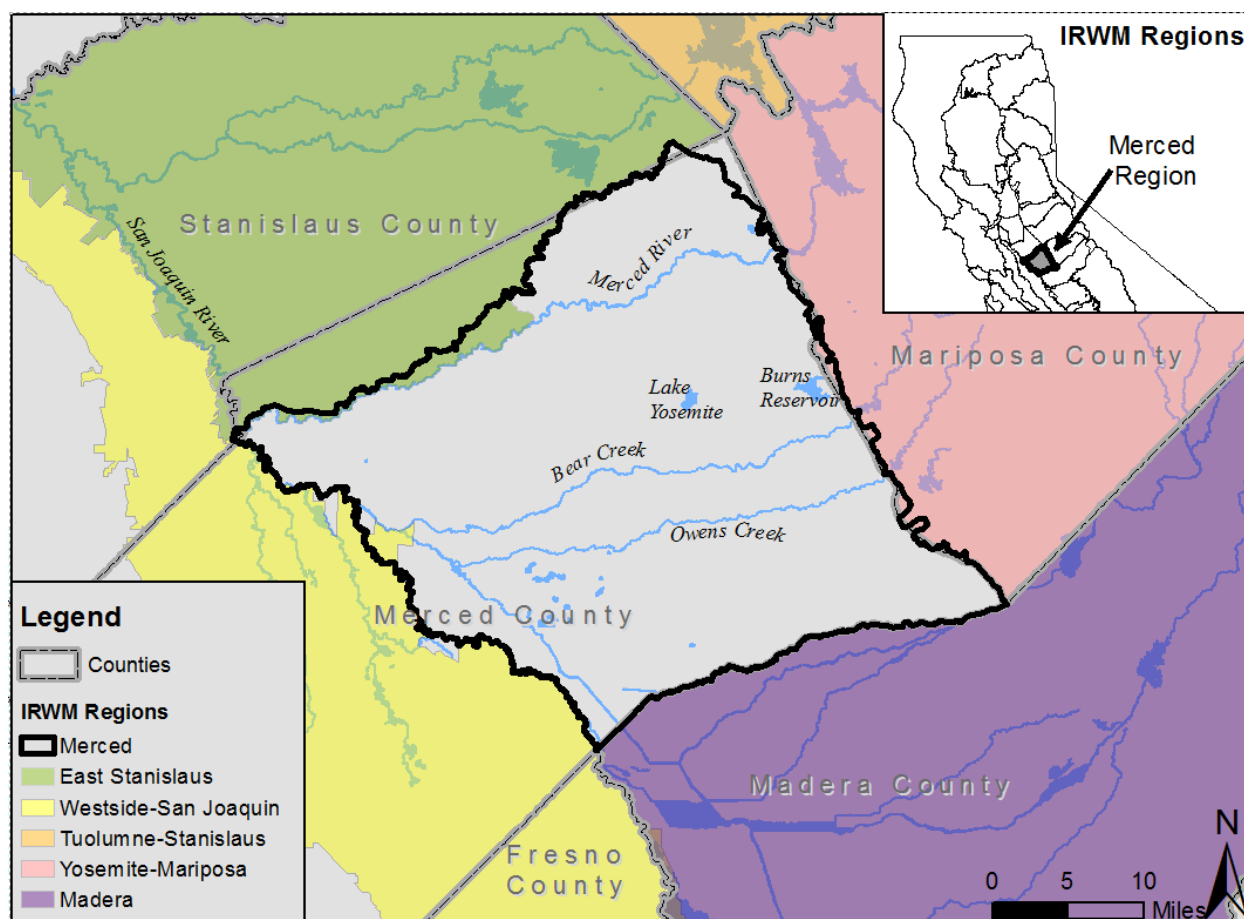 IRWM Regions
Merced
Region
Stanislaus County
San Joaquin River
Merced River
Mariposa County
Lake
Yosemite
Burns
Reservoir
Bear Creek
Owens Creek
Merced County
Madera County
Fresno
County
Legend
Counties
IRWM Regions
Merced
East Stanislaus
Westside-San Joaquin
Tuolumne-Stanislaus
Yosemite-Mariposa
Madera
N
0 5 10
Miles